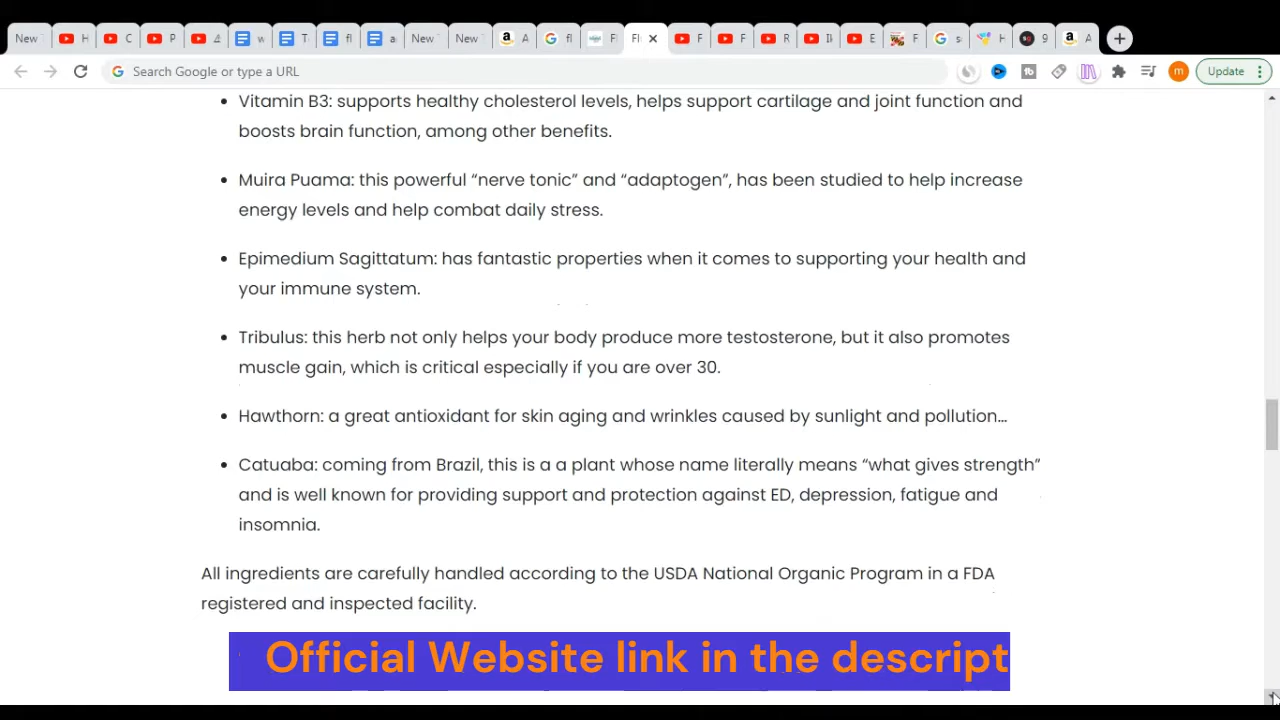 New
H
C
P
4
w
T
fl
a
New
New
A
fl
F
Fl
F
F
R
E
F
s
H
9
A
Search Google or type a URL
m
Update
• Vitamin B3: supports healthy cholesterol levels, helps support cartilage and joint function and
boosts brain function, among other benefits.
• Muira Puama: this powerful “nerve tonic” and “adaptogen”, has been studied to help increase
energy levels and help combat daily stress.
• Epimedium Sagittatum: has fantastic properties when it comes to supporting your health and
your immune system.
• Tribulus: this herb not only helps your body produce more testosterone, but it also promotes
muscle gain, which is critical especially if you are over 30.
• Hawthorn: a great antioxidant for skin aging and wrinkles caused by sunlight and pollution…
• Catuaba: coming from Brazil, this is a a plant whose name literally means “what gives strength”
and is well known for providing support and protection against ED, depression, fatigue and
insomnia.
All ingredients are carefully handled according to the USDA National Organic Program in a FDA
registered and inspected facility.
Official Website link in the descript